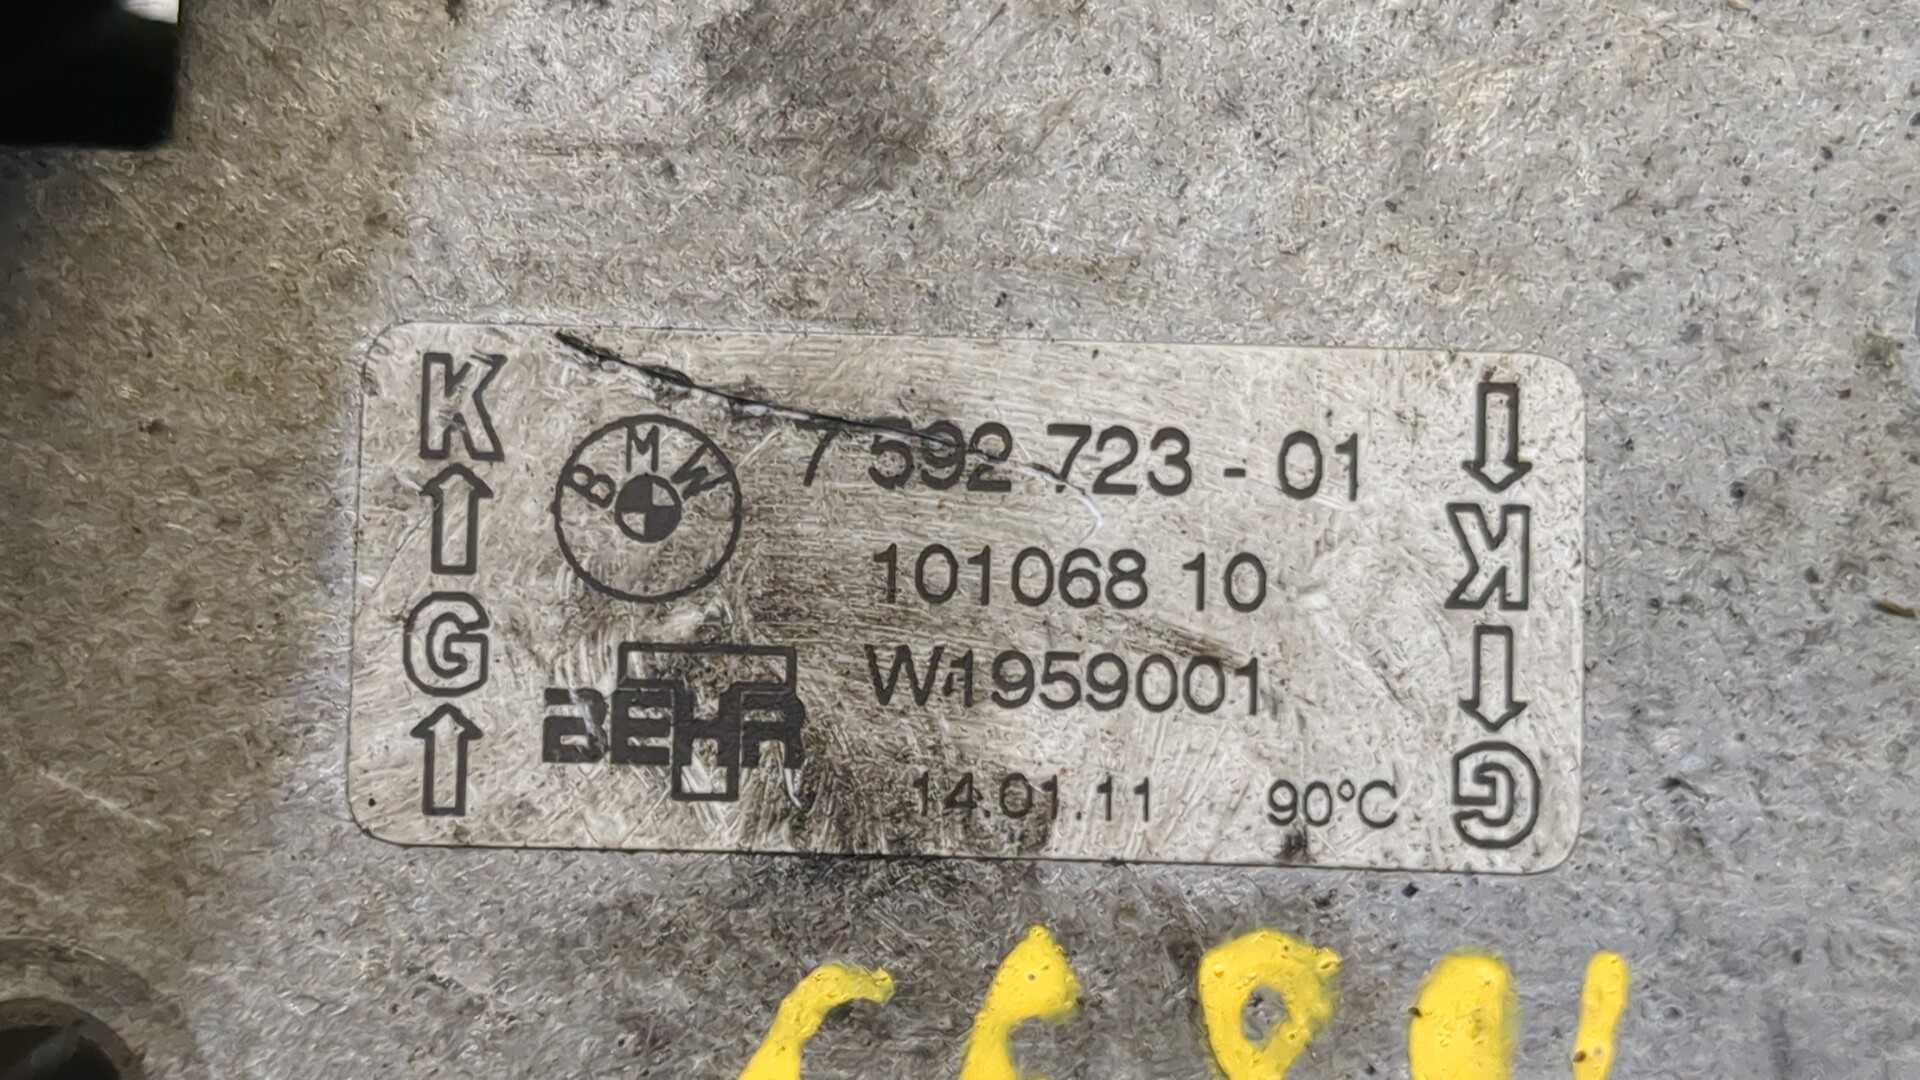 K
G
BMW
7 592 723 - 01
101068 10
W1959001
BEHR
14.01.11 90°C
K
G